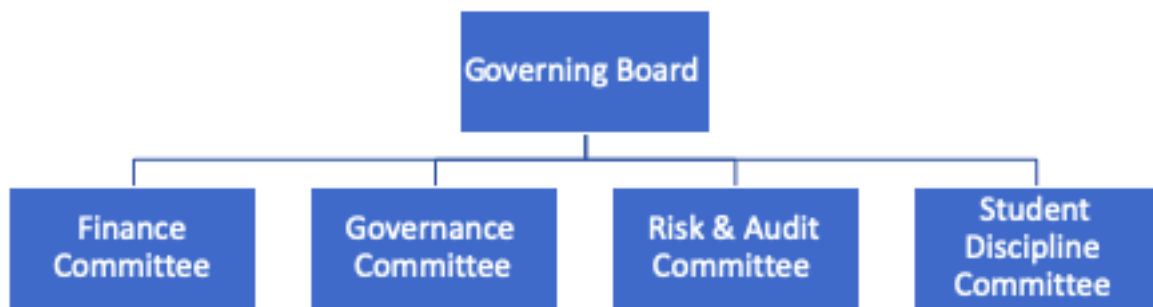 Governing Board
Finance
Committee
Governance
Committee
Risk & Audit
Committee
Student
Discipline
Committee